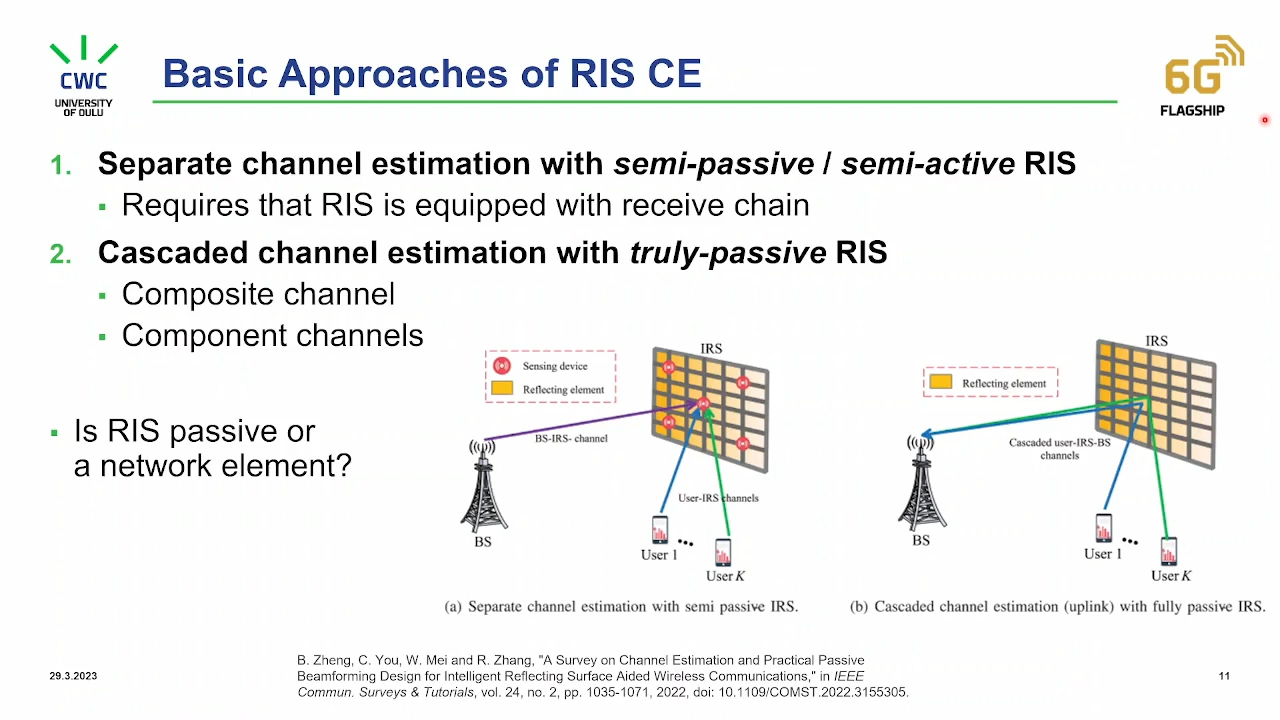 CWC
UNIVERSITY
OF OULU
Basic Approaches of RIS CE
6G
FLAGSHIP
1. Separate channel estimation with semi-passive / semi-active RIS
▪ Requires that RIS is equipped with receive chain
2. Cascaded channel estimation with truly-passive RIS
▪ Composite channel
▪ Component channels
▪ Is RIS passive or
a network element?
IRS
Sensing device
Reflecting element
BS-IRS- channel
User-IRS channels
BS
User 1
User K
(a) Separate channel estimation with semi passive IRS.
IRS
Reflecting element
Cascaded user-IRS-BS
channels
BS
User 1
User K
(b) Cascaded channel estimation (uplink) with fully passive IRS.
29.3.2023
B. Zheng, C. You, W. Mei and R. Zhang, "A Survey on Channel Estimation and Practical Passive
Beamforming Design for Intelligent Reflecting Surface Aided Wireless Communications," in IEEE
Commun. Surveys & Tutorials, vol. 24, no. 2, pp. 1035-1071, 2022, doi: 10.1109/COMST.2022.3155305.
11